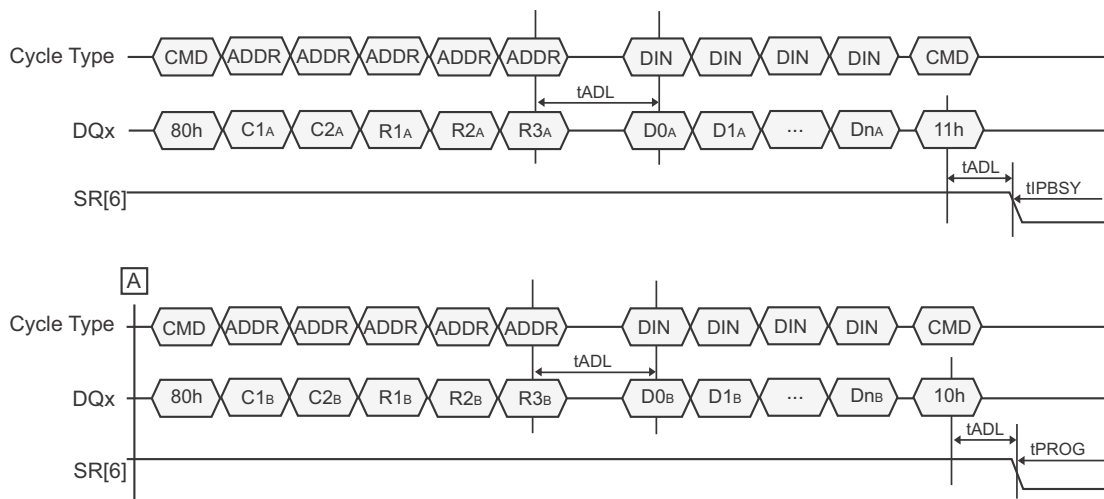 Cycle Type CMD ADDR ADDR ADDR ADDR ADDR DIN DIN DIN DIN CMD
tADL
DQx 80h C1A C2A R1A R2A R3A D0A D1A ... DnA 11h
tADL
SR[6] tIPBSY
A
Cycle Type CMD ADDR ADDR ADDR ADDR ADDR DIN DIN DIN DIN CMD
tADL
DQx 80h C1B C2B R1B R2B R3B D0B D1B ... DnB 10h
tADL
SR[6] tPROG